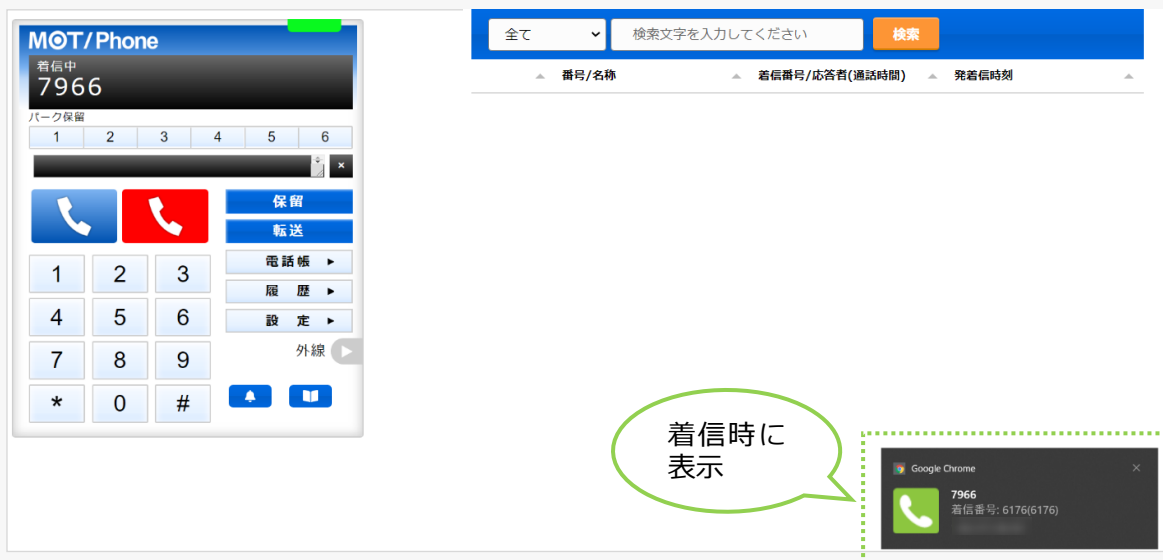 MOT/Phone
着信中
7966
パーク保留
1 2 3 4 5 6
×
保留
転送
電話帳 ►
履 歴 ►
設 定 ►
外線
1 2 3
4 5 6
7 8 9
* 0 #
全て
検索文字を入力してください
検索
番号/名称
着信番号/応答者(通話時間)
発着信時刻
着信時に
表示
Google Chrome
×
7966
着信番号: 6176(6176)